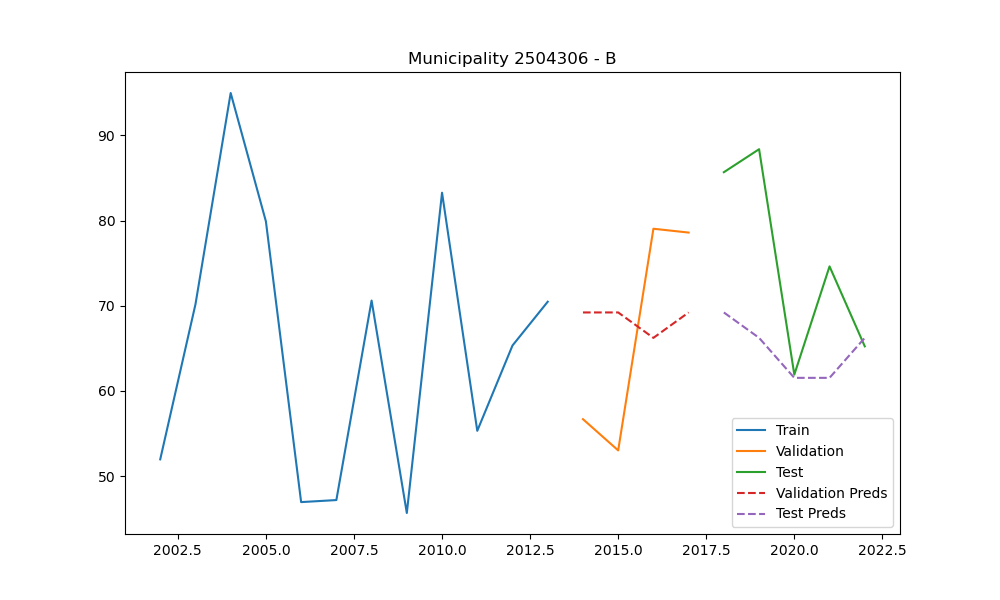 Municipality 2504306 - B
90
80
70
60
50
2002.5 2005.0 2007.5 2010.0 2012.5 2015.0 2017.5 2020.0 2022.5
Train
Validation
Test
Validation Preds
Test Preds